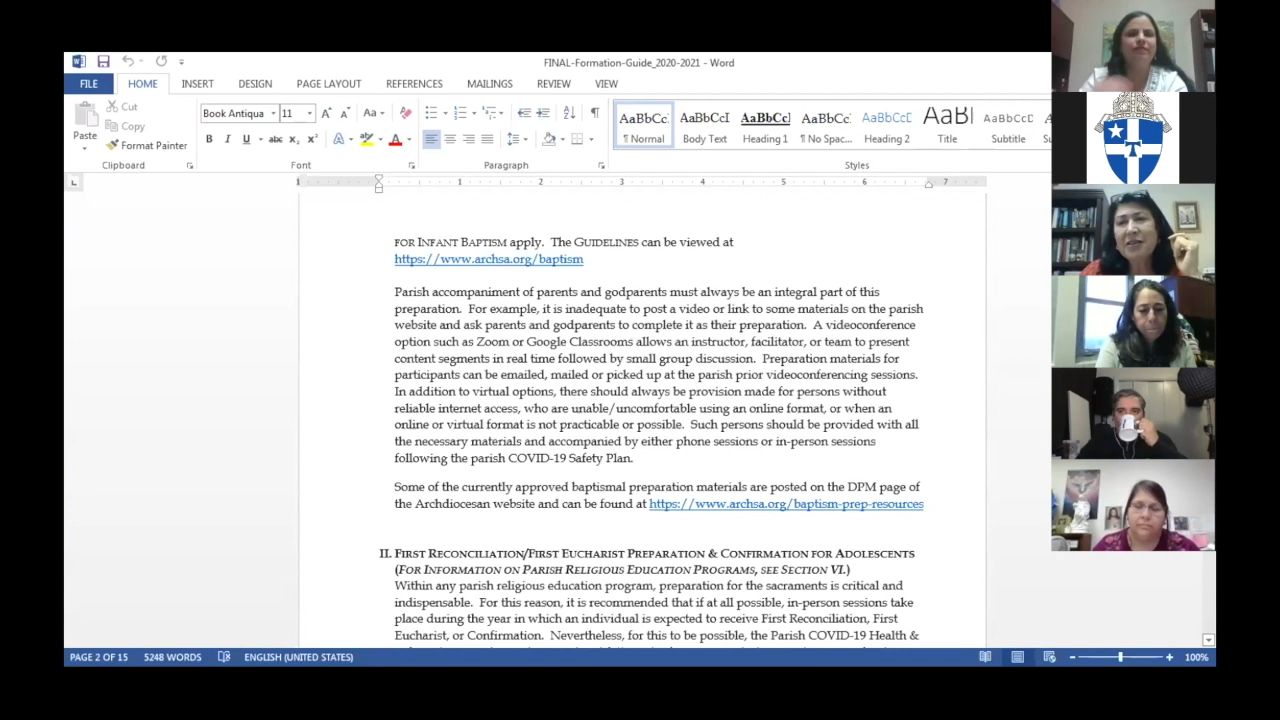 FINAL-Formation-Guide_2020-2021 - Word
FILE HOME INSERT DESIGN PAGE LAYOUT REFERENCES MAILINGS REVIEW VIEW
Cut
Copy
Paste
Format Painter
Book Antiqua 11
AaBbCc AaBbCcI AaBbCc AaBbCc AaBbCcI AaBb AaBbCcD
¶ Normal Body Text Heading 1 ¶ No Spac... Heading 2 Title Subtitle
Clipboard Font Paragraph Styles
1 1 2 3 4 5 6 7
FOR INFANT BAPTISM apply. The GUIDELINES can be viewed at
https://www.archsa.org/baptism
Parish accompaniment of parents and godparents must always be an integral part of this
preparation. For example, it is inadequate to post a video or link to some materials on the parish
website and ask parents and godparents to complete it as their preparation. A videoconference
option such as Zoom or Google Classrooms allows an instructor, facilitator, or team to present
content segments in real time followed by small group discussion. Preparation materials for
participants can be emailed, mailed or picked up at the parish prior videoconferencing sessions.
In addition to virtual options, there should always be provision made for persons without
reliable internet access, who are unable/uncomfortable using an online format, or when an
online or virtual format is not practicable or possible. Such persons should be provided with all
the necessary materials and accompanied by either phone sessions or in-person sessions
following the parish COVID-19 Safety Plan.
Some of the currently approved baptismal preparation materials are posted on the DPM page of
the Archdiocesan website and can be found at https://www.archsa.org/baptism-prep-resources
II. FIRST RECONCILIATION/FIRST EUCHARIST PREPARATION & CONFIRMATION FOR ADOLESCENTS
(FOR INFORMATION ON PARISH RELIGIOUS EDUCATION PROGRAMS, SEE SECTION VI.)
Within any parish religious education program, preparation for the sacraments is critical and
indispensable. For this reason, it is recommended that if at all possible, in-person sessions take
place during the year in which an individual is expected to receive First Reconciliation, First
Eucharist, or Confirmation. Nevertheless, for this to be possible, the Parish COVID-19 Health &
PAGE 2 OF 15 5248 WORDS ENGLISH (UNITED STATES) 100%